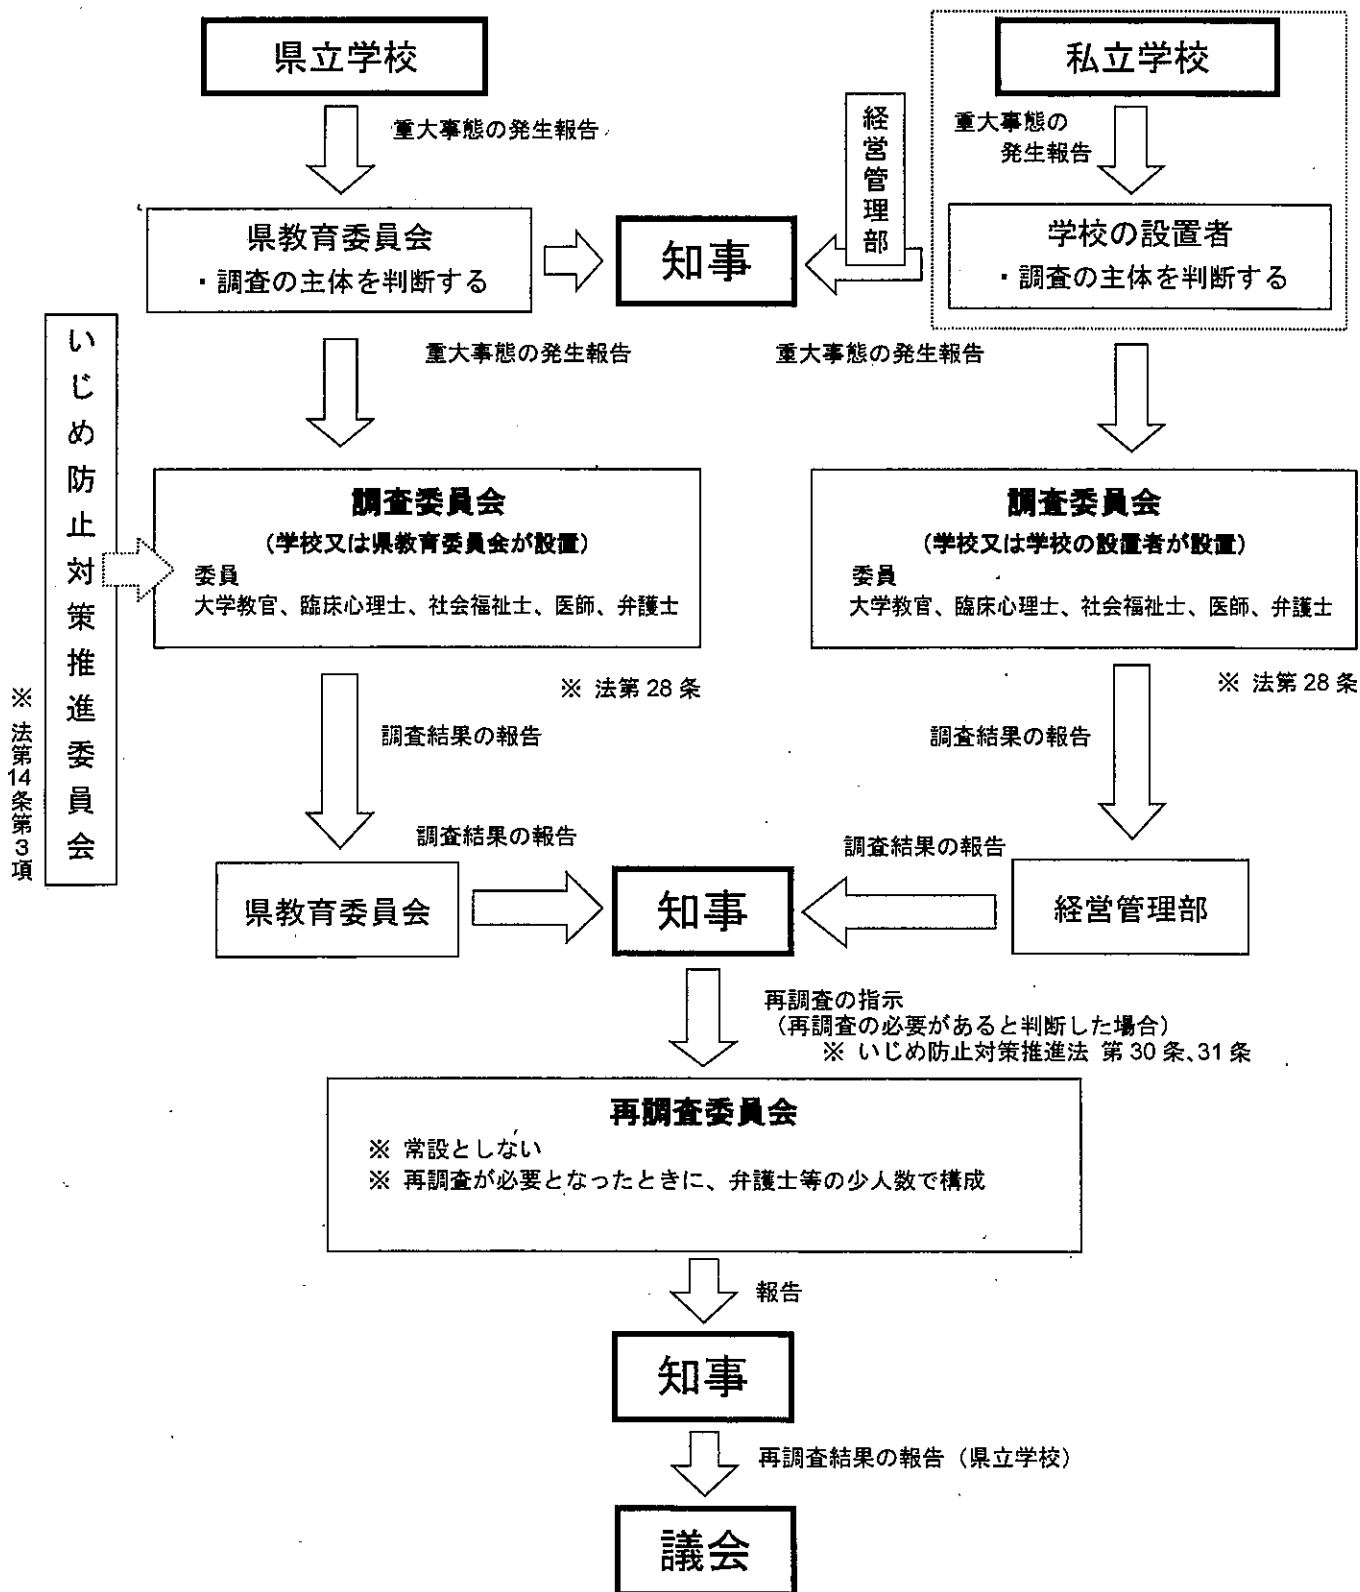 県立学校
私立学校
重大事態の発生報告
経営管理部
重大事態の
発生報告
県教育委員会
・調査の主体を判断する
知事
学校の設置者
・調査の主体を判断する
重大事態の発生報告
重大事態の発生報告
いじめ防止対策推進委員会
※ 法第14条第3項
調査委員会
(学校又は県教育委員会が設置)
委員
大学教官、臨床心理士、社会福祉士、医師、弁護士
※ 法第28条
調査委員会
(学校又は学校の設置者が設置)
委員
大学教官、臨床心理士、社会福祉士、医師、弁護士
※ 法第28条
調査結果の報告
調査結果の報告
調査結果の報告
調査結果の報告
県教育委員会
知事
経営管理部
再調査の指示
(再調査の必要があると判断した場合)
※ いじめ防止対策推進法 第30条、31条
再調査委員会
※ 常設としない
※ 再調査が必要となったときに、弁護士等の少人数で構成
報告
知事
再調査結果の報告(県立学校)
議会